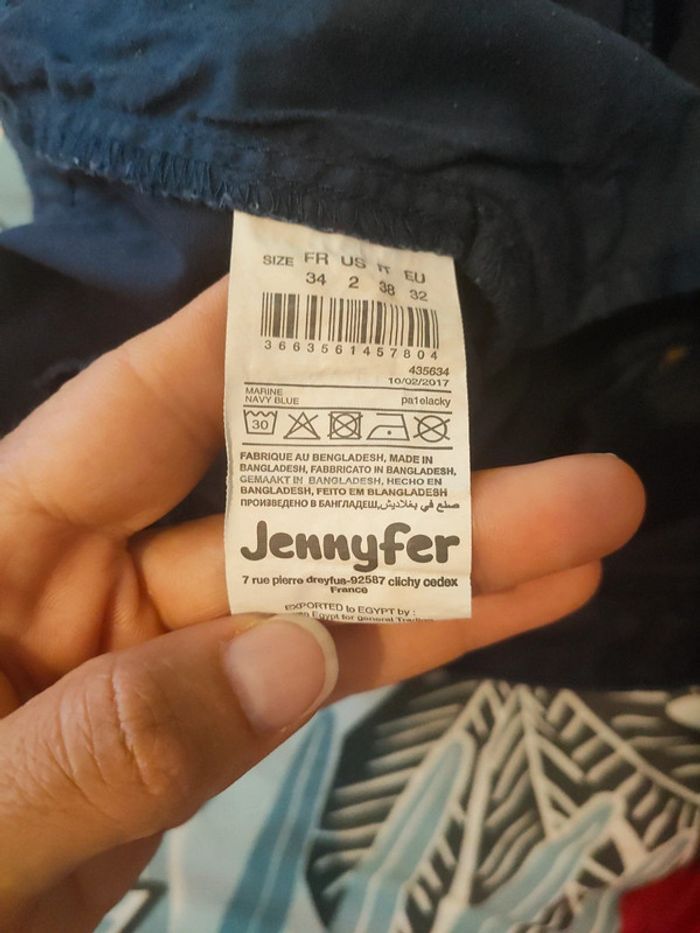 SIZE FR US IT EU
34 2 38 32
3663561457804
435634
10/02/2017
MARINE
NAVY BLUE pa1elacky
30
FABRIQUE AU BENGLADESH, MADE IN
BANGLADESH, FABBRICATO IN BANGLADESH,
GEMAAKT IN BANGLADESH, HECHO EN
BANGLADESH, FEITO EM BLANGLADESH
ПРОИЗВЕДЕНО В БАНГЛАДЕШ,صنع في بغلاديش
Jennyfer
7 rue pierre dreyfus-92587 clichy cedex
France
EXPORTED to EGYPT by :
Egypt for general